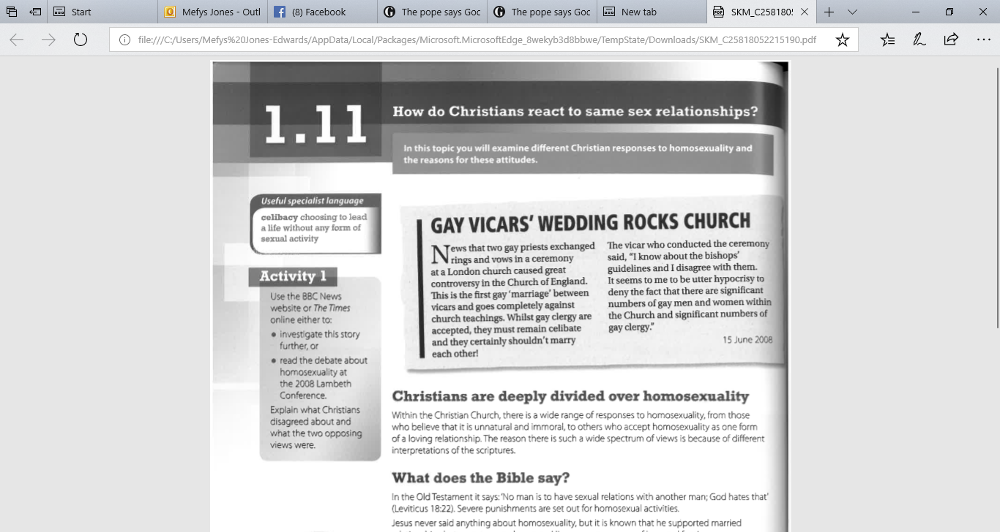 Start
Mefys Jones - Outl
(8) Facebook
The pope says Goc
The pope says Goc
New tab
SKM_C25818052215190
file:///C:/Users/Mefys%20Jones-Edwards/AppData/Local/Packages/Microsoft.MicrosoftEdge_8wekyb3d8bbwe/TempState/Downloads/SKM_C25818052215190.pdf
1.11
How do Christians react to same sex relationships?
In this topic you will examine different Christian responses to homosexuality and
the reasons for these attitudes.
Useful specialist language
celibacy choosing to lead
a life without any form of
sexual activity
Activity 1
Use the BBC News
website or The Times
online either to:
• investigate this story
further, or
• read the debate about
homosexuality at
the 2008 Lambeth
Conference.
Explain what Christians
disagreed about and
what the two opposing
views were.
GAY VICARS' WEDDING ROCKS CHURCH
News that two gay priests exchanged
rings and vows in a ceremony
at a London church caused great
controversy in the Church of England.
This is the first gay 'marriage' between
vicars and goes completely against
church teachings. Whilst gay clergy are
accepted, they must remain celibate
and they certainly shouldn't marry
each other!
The vicar who conducted the ceremony
said, "I know about the bishops'
guidelines and I disagree with them.
It seems to me to be utter hypocrisy to
deny the fact that there are significant
numbers of gay men and women within
the Church and significant numbers of
gay clergy."
15 June 2008
Christians are deeply divided over homosexuality
Within the Christian Church, there is a wide range of responses to homosexuality, from those
who believe that it is unnatural and immoral, to others who accept homosexuality as one form
of a loving relationship. The reason there is such a wide spectrum of views is because of different
interpretations of the scriptures.
What does the Bible say?
In the Old Testament it says: 'No man is to have sexual relations with another man; God hates that'
(Leviticus 18:22). Severe punishments are set out for homosexual activities.
Jesus never said anything about homosexuality, but it is known that he supported married